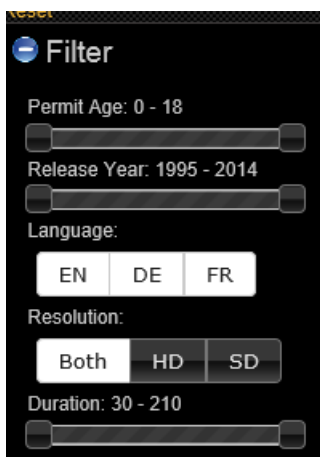 Reset
Filter
Permit Age: 0 - 18
Release Year: 1995 - 2014
Language:
EN DE FR
Resolution:
Both HD SD
Duration: 30 - 210